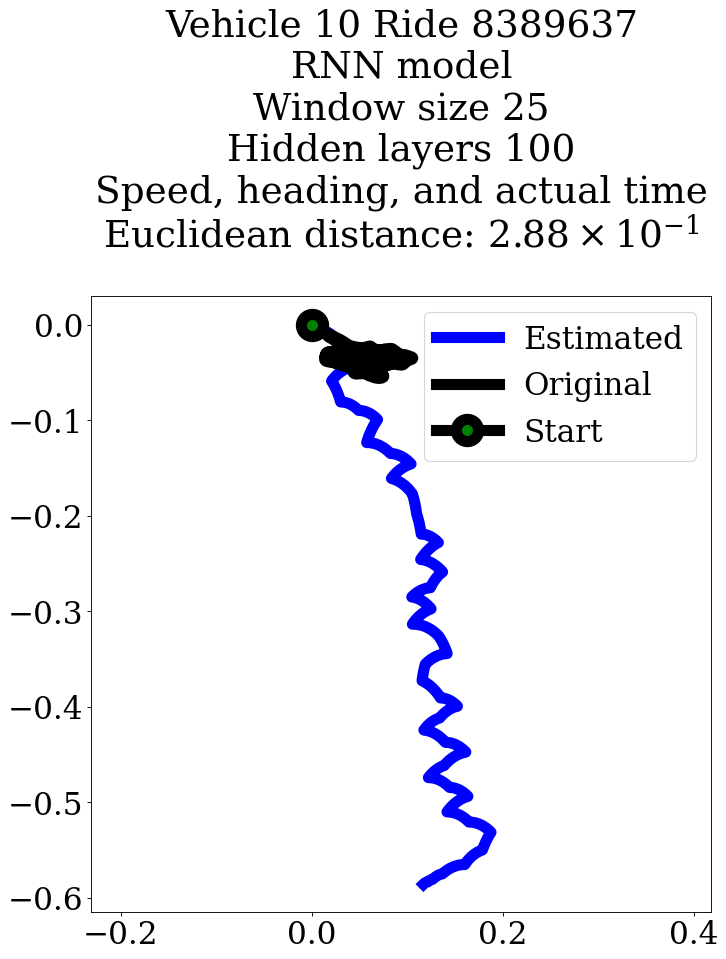 Vehicle 10 Ride 8389637
RNN model
Window size 25
Hidden layers 100
Speed, heading, and actual time
Euclidean distance: 2.88 × 10⁻¹
Estimated
Original
Start
0.0
−0.1
−0.2
−0.3
−0.4
−0.5
−0.6
−0.2
0.0
0.2
0.4